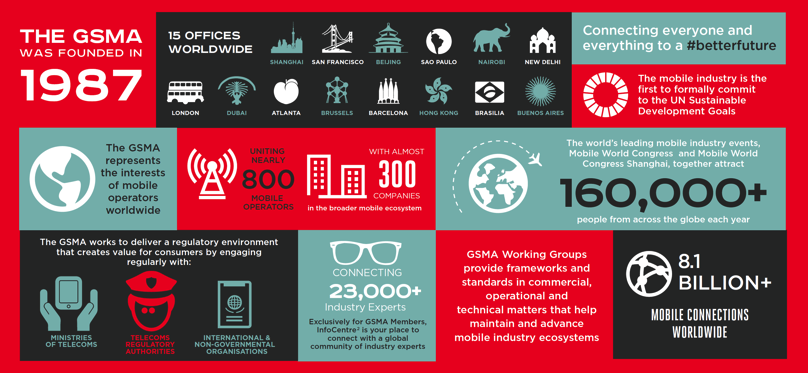 THE GSMA
WAS FOUNDED IN
1987
15 OFFICES
WORLDWIDE
SHANGHAI
SAN FRANCISCO
BEIJING
SAO PAULO
NAIROBI
NEW DELHI
LONDON
DUBAI
ATLANTA
BRUSSELS
BARCELONA
HONG KONG
BRASILIA
BUENOS AIRES
Connecting everyone and
everything to a #betterfuture
The mobile industry is the
first to formally commit
to the UN Sustainable
Development Goals
The GSMA
represents
the interests
of mobile
operators
worldwide
UNITING
NEARLY
800
MOBILE
OPERATORS
WITH ALMOST
300
COMPANIES
in the broader mobile ecosystem
The world's leading mobile industry events,
Mobile World Congress and Mobile World
Congress Shanghai, together attract
160,000+
people from across the globe each year
The GSMA works to deliver a regulatory environment
that creates value for consumers by engaging
regularly with:
MINISTRIES
OF TELECOMS
TELECOMS
REGULATORY
AUTHORITIES
INTERNATIONAL &
NON-GOVERNMENTAL
ORGANISATIONS
CONNECTING
23,000+
Industry Experts
Exclusively for GSMA Members,
InfoCentre² is your place to
connect with a global
community of industry experts
GSMA Working Groups
provide frameworks and
standards in commercial,
operational and
technical matters that help
maintain and advance
mobile industry ecosystems
8.1
BILLION+
MOBILE CONNECTIONS
WORLDWIDE